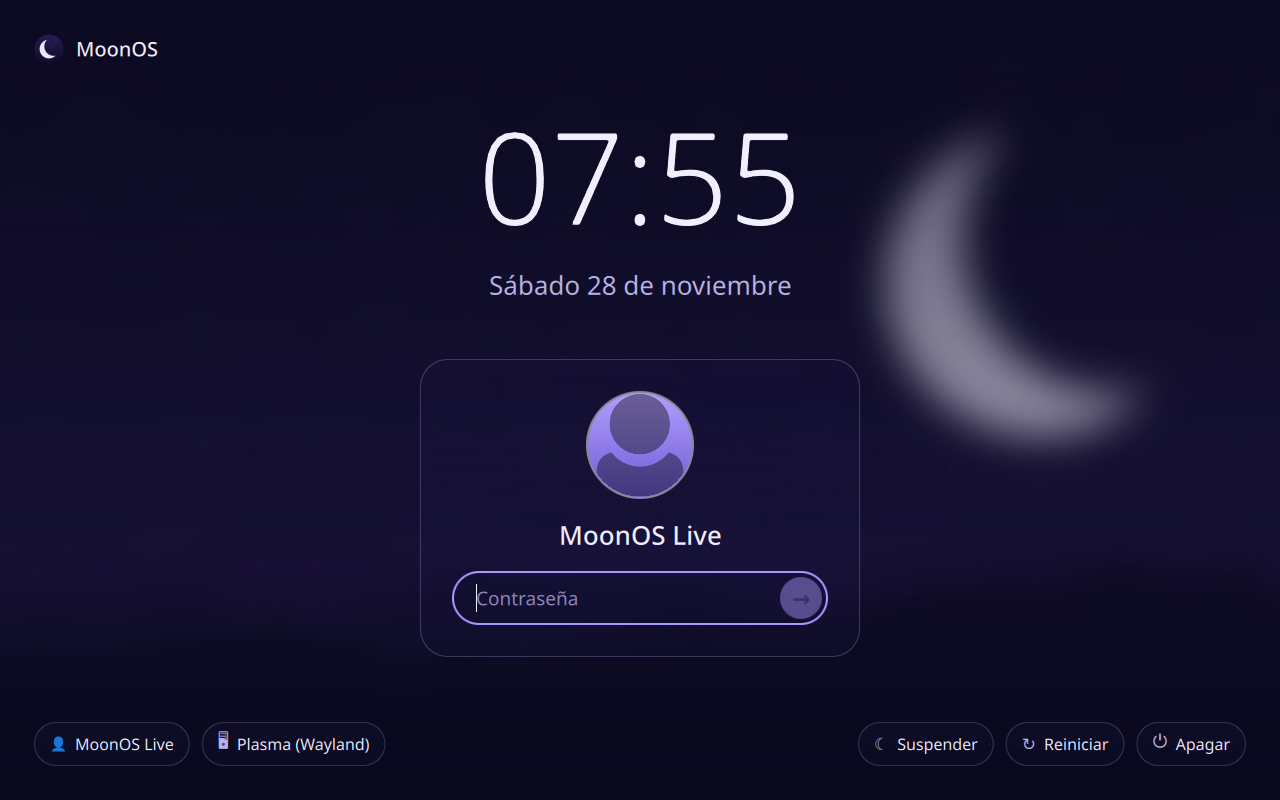 MoonOS
07:55
Sábado 28 de noviembre
MoonOS Live
Contraseña
MoonOS Live
Plasma (Wayland)
Suspender
Reiniciar
Apagar